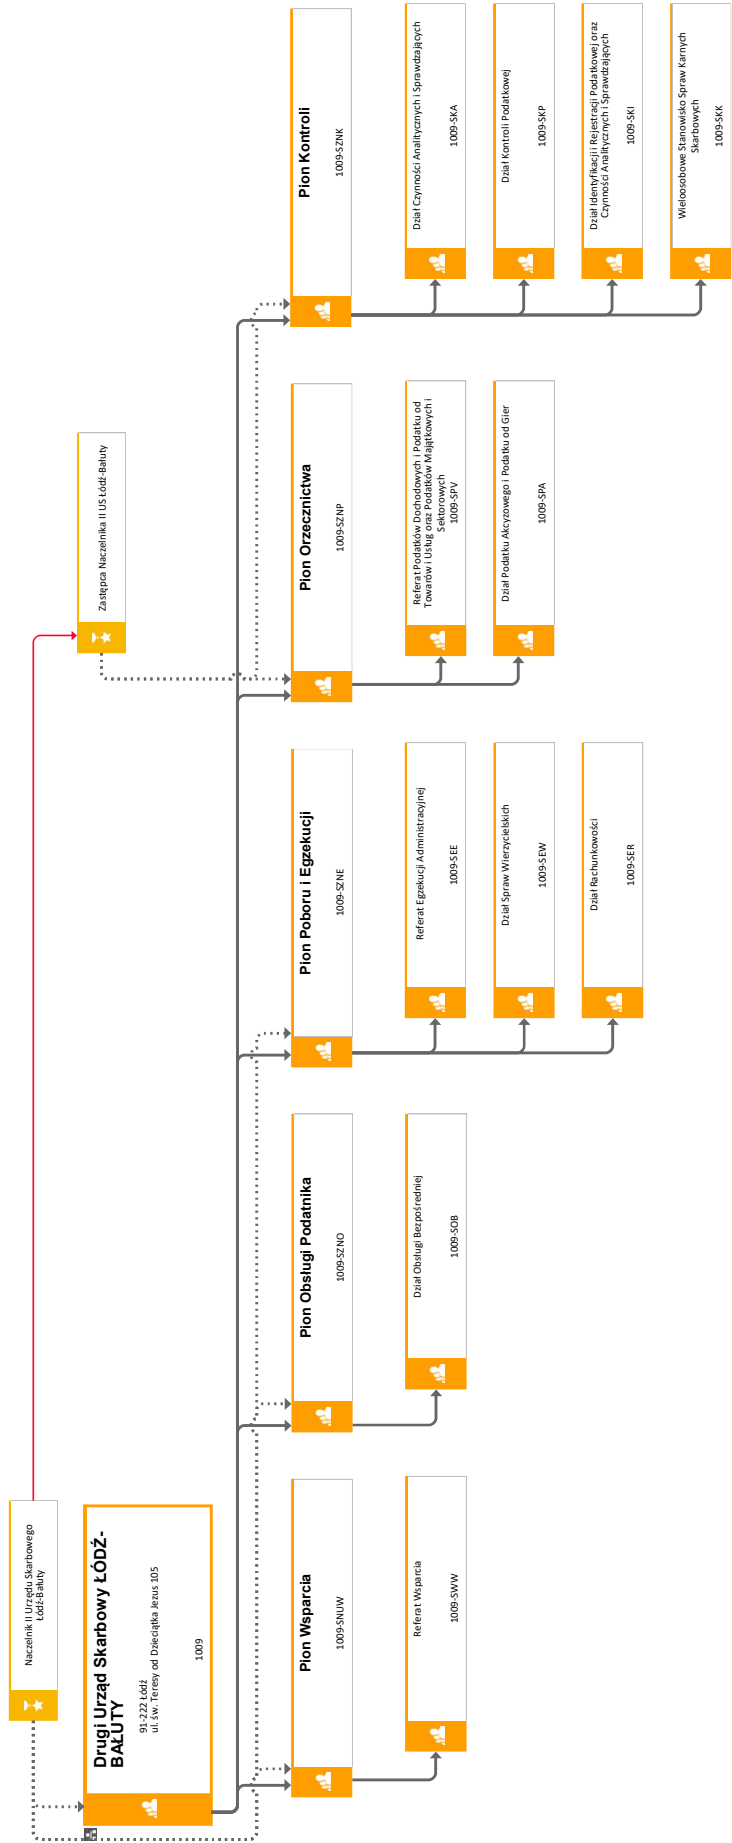 Naczelnik II Urzędu Skarbowego
Łódź-Bałuty
Zastępca Naczelnika II US Łódź-Bałuty
Drugi Urząd Skarbowy ŁÓDŹ-
BAŁUTY
91-222 Łódź
ul. św. Teresy od Dzieciątka Jezus 105
1009
Pion Wsparcia
1009-SNUW
Pion Obsługi Podatnika
1009-SZNO
Pion Poboru i Egzekucji
1009-SZNE
Pion Orzecznictwa
1009-SZNP
Pion Kontroli
1009-SZNK
Referat Wsparcia
1009-SWW
Dział Obsługi Bezpośredniej
1009-SOB
Referat Egzekucji Administracyjnej
1009-SEE
Dział Spraw Wierzycielskich
1009-SEW
Dział Rachunkowości
1009-SER
Referat Podatków Dochodowych i Podatku od
Towarów i Usług oraz Podatków Majątkowych i
Sektorowych
1009-SPV
Dział Podatku Akcyzowego i Podatku od Gier
1009-SPA
Dział Czynności Analitycznych i Sprawdzających
1009-SKA
Dział Kontroli Podatkowej
1009-SKP
Dział Identyfikacji i Rejestracji Podatkowej oraz
Czynności Analitycznych i Sprawdzających
1009-SKI
Wieloosobowe Stanowisko Spraw Karnych
Skarbowych
1009-SKK